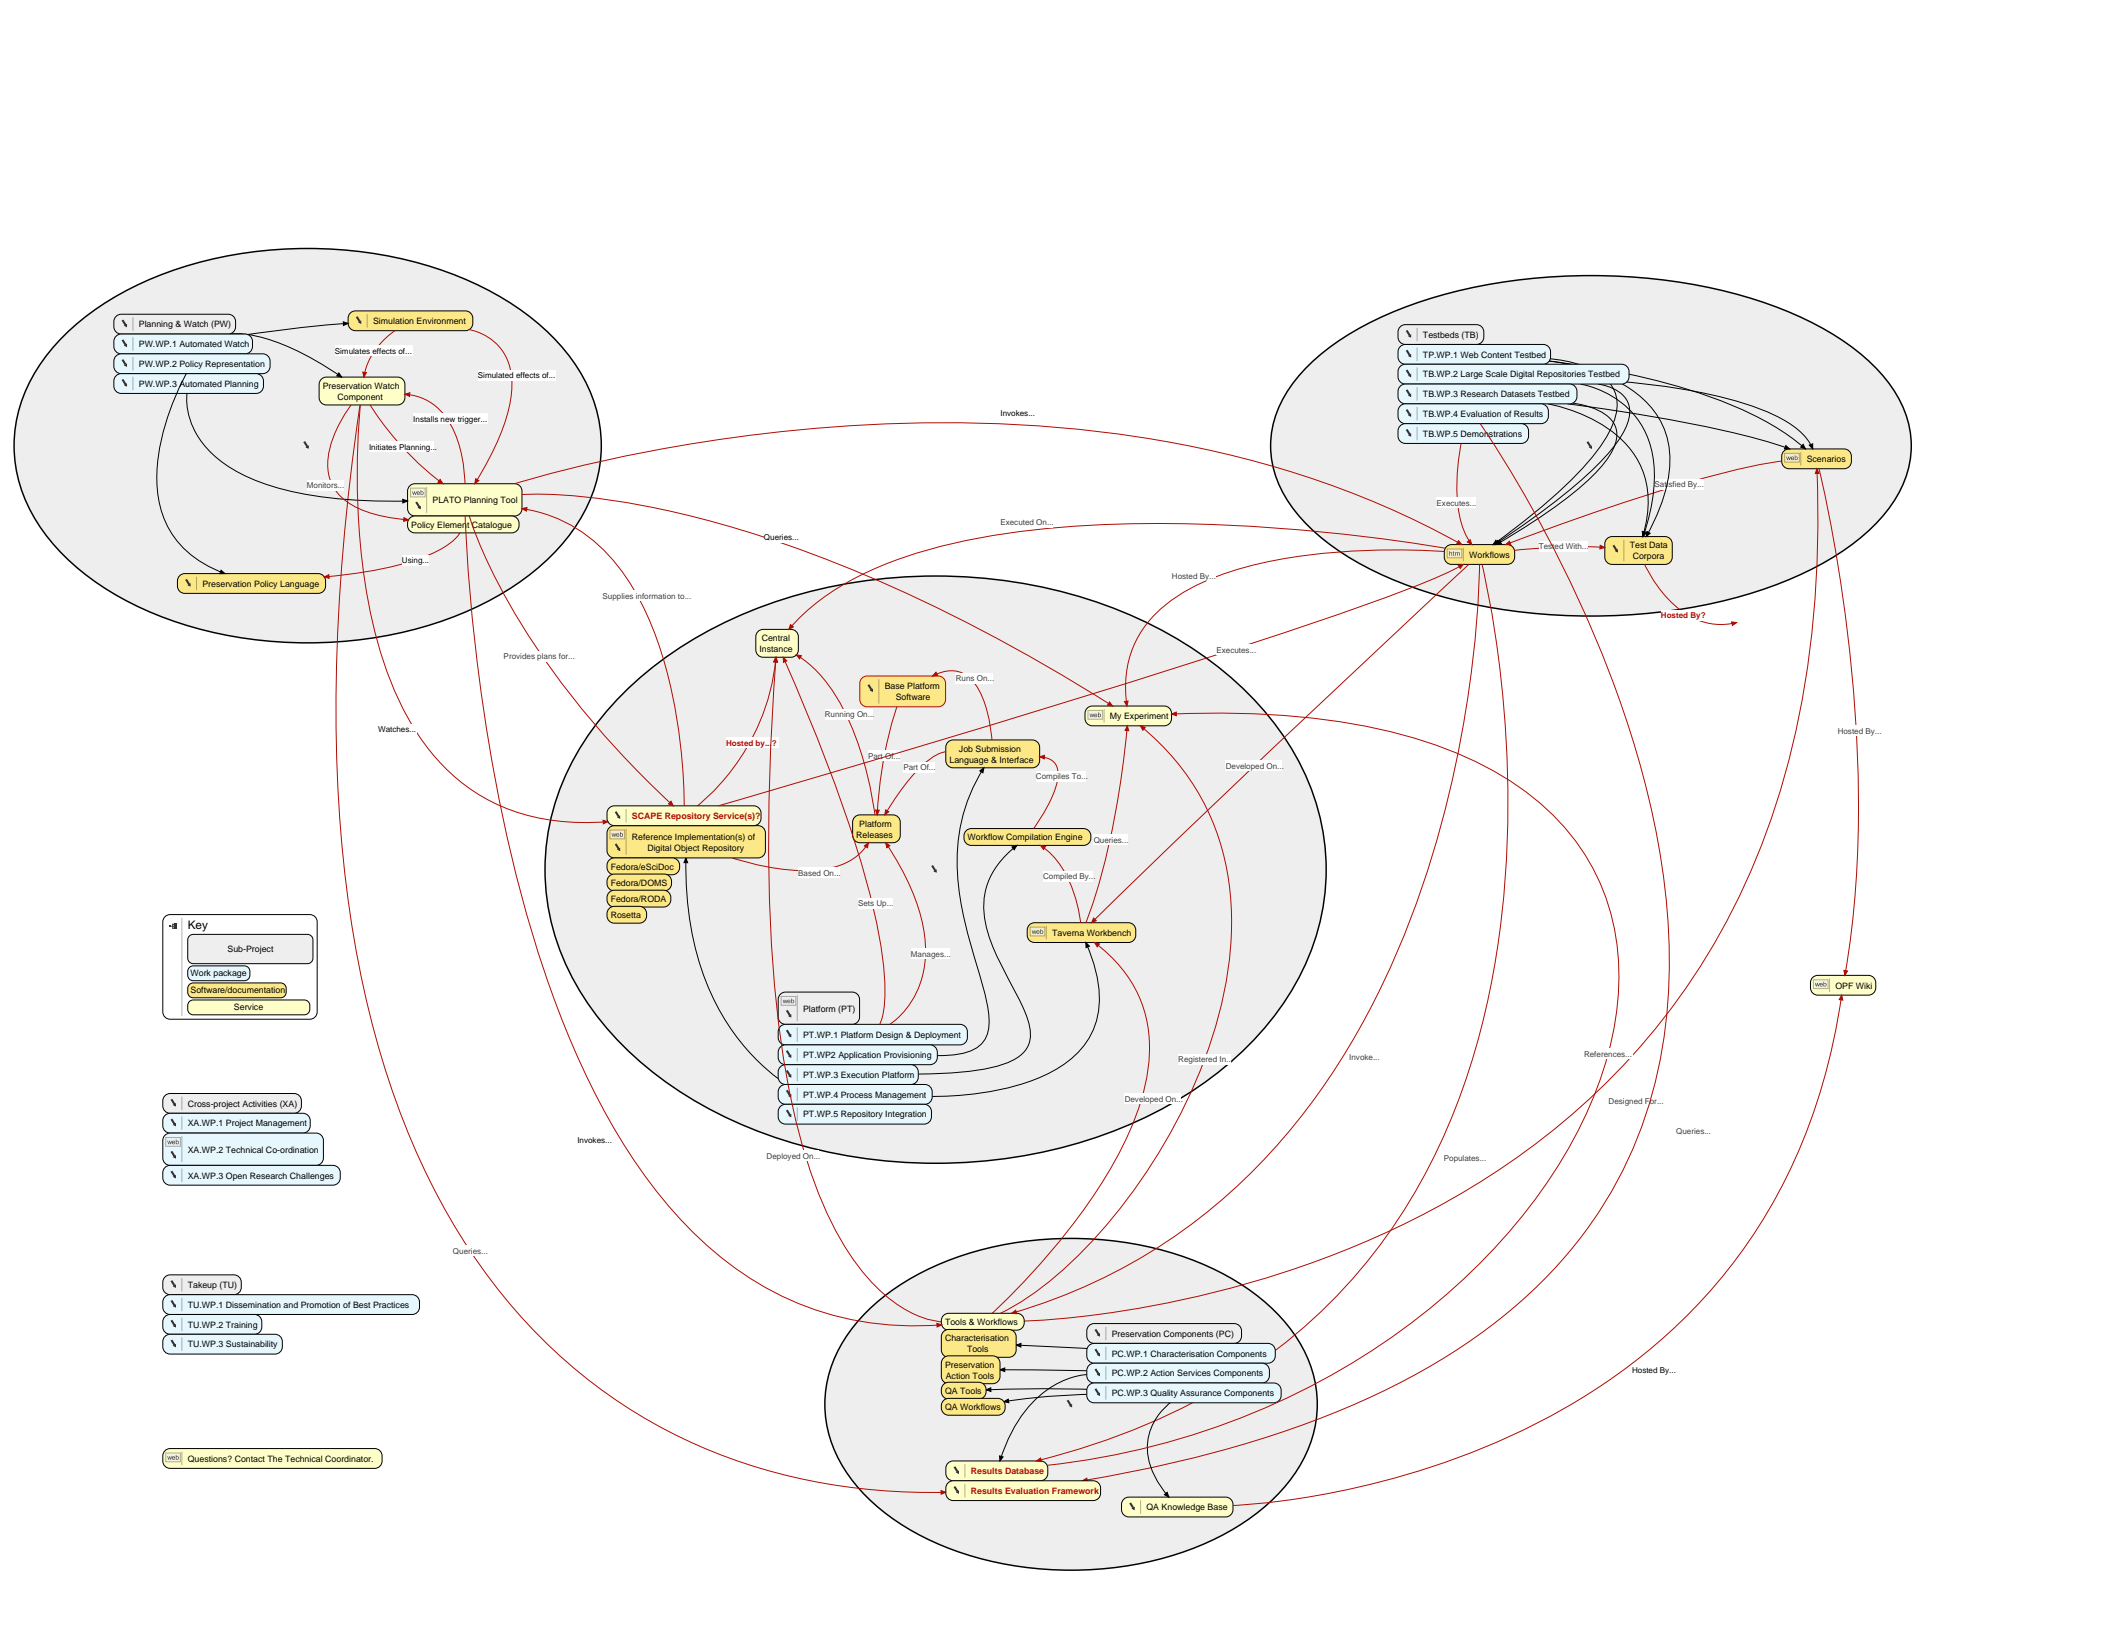 Planning & Watch (PW)
PW.WP.1 Automated Watch
PW.WP.2 Policy Representation
PW.WP.3 Automated Planning
Simulation Environment
Simulates effects of...
Simulated effects of...
Preservation Watch
Component
Installs new trigger...
Initiates Planning...
Monitors...
web
PLATO Planning Tool
Policy Element Catalogue
Using...
Preservation Policy Language
Invokes...
Queries...
Executed On...
Supplies information to...
Provides plans for...
Watches...
Testbeds (TB)
TP.WP.1 Web Content Testbed
TB.WP.2 Large Scale Digital Repositories Testbed
TB.WP.3 Research Datasets Testbed
TB.WP.4 Evaluation of Results
TB.WP.5 Demonstrations
web
Scenarios
Satisfied By...
Executes...
htm
Workflows
Tested With...
Test Data
Corpora
Hosted By?
Hosted By...
Executes...
Hosted By...
Central
Instance
Base Platform
Software
Runs On...
Running On...
web
My Experiment
Hosted by...?
Part Of...
Part Of...
Job Submission
Language & Interface
Compiles To...
Developed On...
SCAPE Repository Service(s)?
web
Reference Implementation(s) of
Digital Object Repository
Fedora/eSciDoc
Fedora/DOMS
Fedora/RODA
Rosetta
Platform
Releases
Based On...
Workflow Compilation Engine
Queries...
Compiled By...
Sets Up...
Manages...
web
Taverna Workbench
web
Platform (PT)
PT.WP.1 Platform Design & Deployment
PT.WP2 Application Provisioning
PT.WP.3 Execution Platform
PT.WP.4 Process Management
PT.WP.5 Repository Integration
Registered In...
Developed On...
Deployed On...
Invoke...
References...
Designed For...
Queries...
Populates...
web
OPF Wiki
Key
Sub-Project
Work package
Software/documentation
Service
Cross-project Activities (XA)
XA.WP.1 Project Management
web
XA.WP.2 Technical Co-ordination
XA.WP.3 Open Research Challenges
Invokes...
Queries...
Takeup (TU)
TU.WP.1 Dissemination and Promotion of Best Practices
TU.WP.2 Training
TU.WP.3 Sustainability
web
Questions? Contact The Technical Coordinator.
Tools & Workflows
Characterisation
Tools
Preservation
Action Tools
QA Tools
QA Workflows
Preservation Components (PC)
PC.WP.1 Characterisation Components
PC.WP.2 Action Services Components
PC.WP.3 Quality Assurance Components
Hosted By...
Results Database
Results Evaluation Framework
QA Knowledge Base